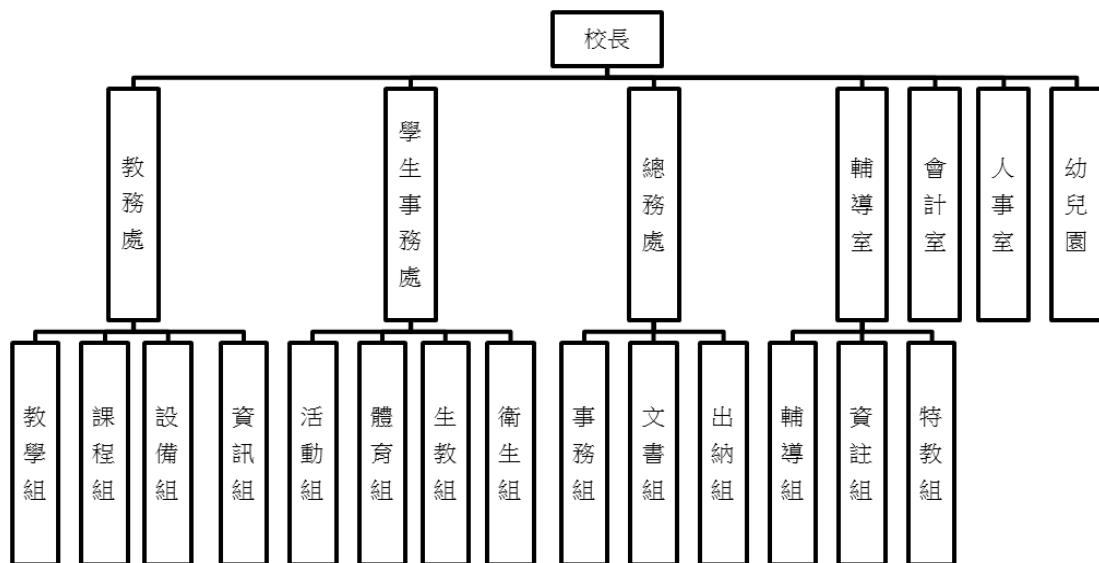 校長
教務處
學生事務處
總務處
輔導室
會計室
人事室
幼兒園
教學組
課程組
設備組
資訊組
活動組
體育組
生教組
衛生組
事務組
文書組
出納組
輔導組
資註組
特教組